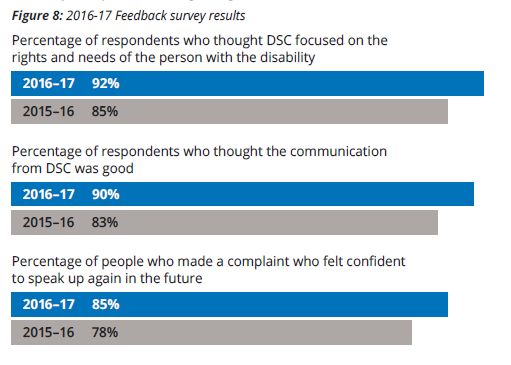 Figure 8: 2016-17 Feedback survey results
Percentage of respondents who thought DSC focused on the
rights and needs of the person with the disability
2016–17 92%
2015–16 85%
Percentage of respondents who thought the communication
from DSC was good
2016–17 90%
2015–16 83%
Percentage of people who made a complaint who felt confident
to speak up again in the future
2016–17 85%
2015–16 78%